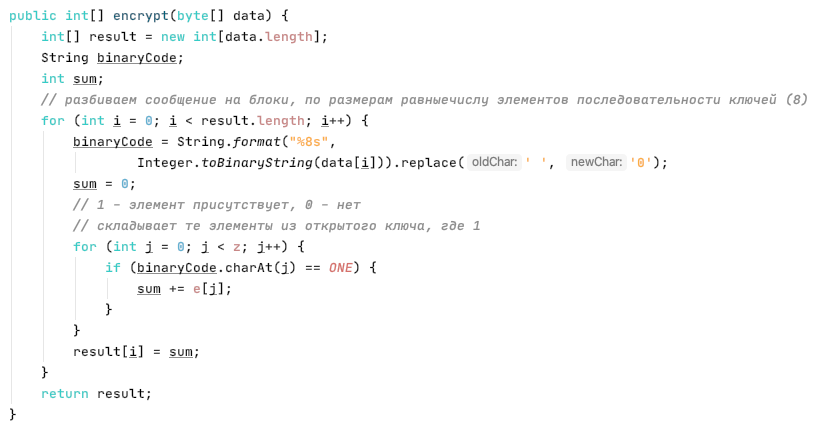 public int[] encrypt(byte[] data) {
    int[] result = new int[data.length];
    String binaryCode;
    int sum;
    // разбиваем сообщение на блоки, по размерам равныечислу элементов последовательности ключей (8)
    for (int i = 0; i < result.length; i++) {
        binaryCode = String.format("%8s",
                Integer.toBinaryString(data[i])).replace( oldChar: ' ', newChar: '0');
        sum = 0;
        // 1 - элемент присутствует, 0 - нет
        // складывает те элементы из открытого ключа, где 1
        for (int j = 0; j < z; j++) {
            if (binaryCode.charAt(j) == ONE) {
                sum += e[j];
            }
        }
        result[i] = sum;
    }
    return result;
}